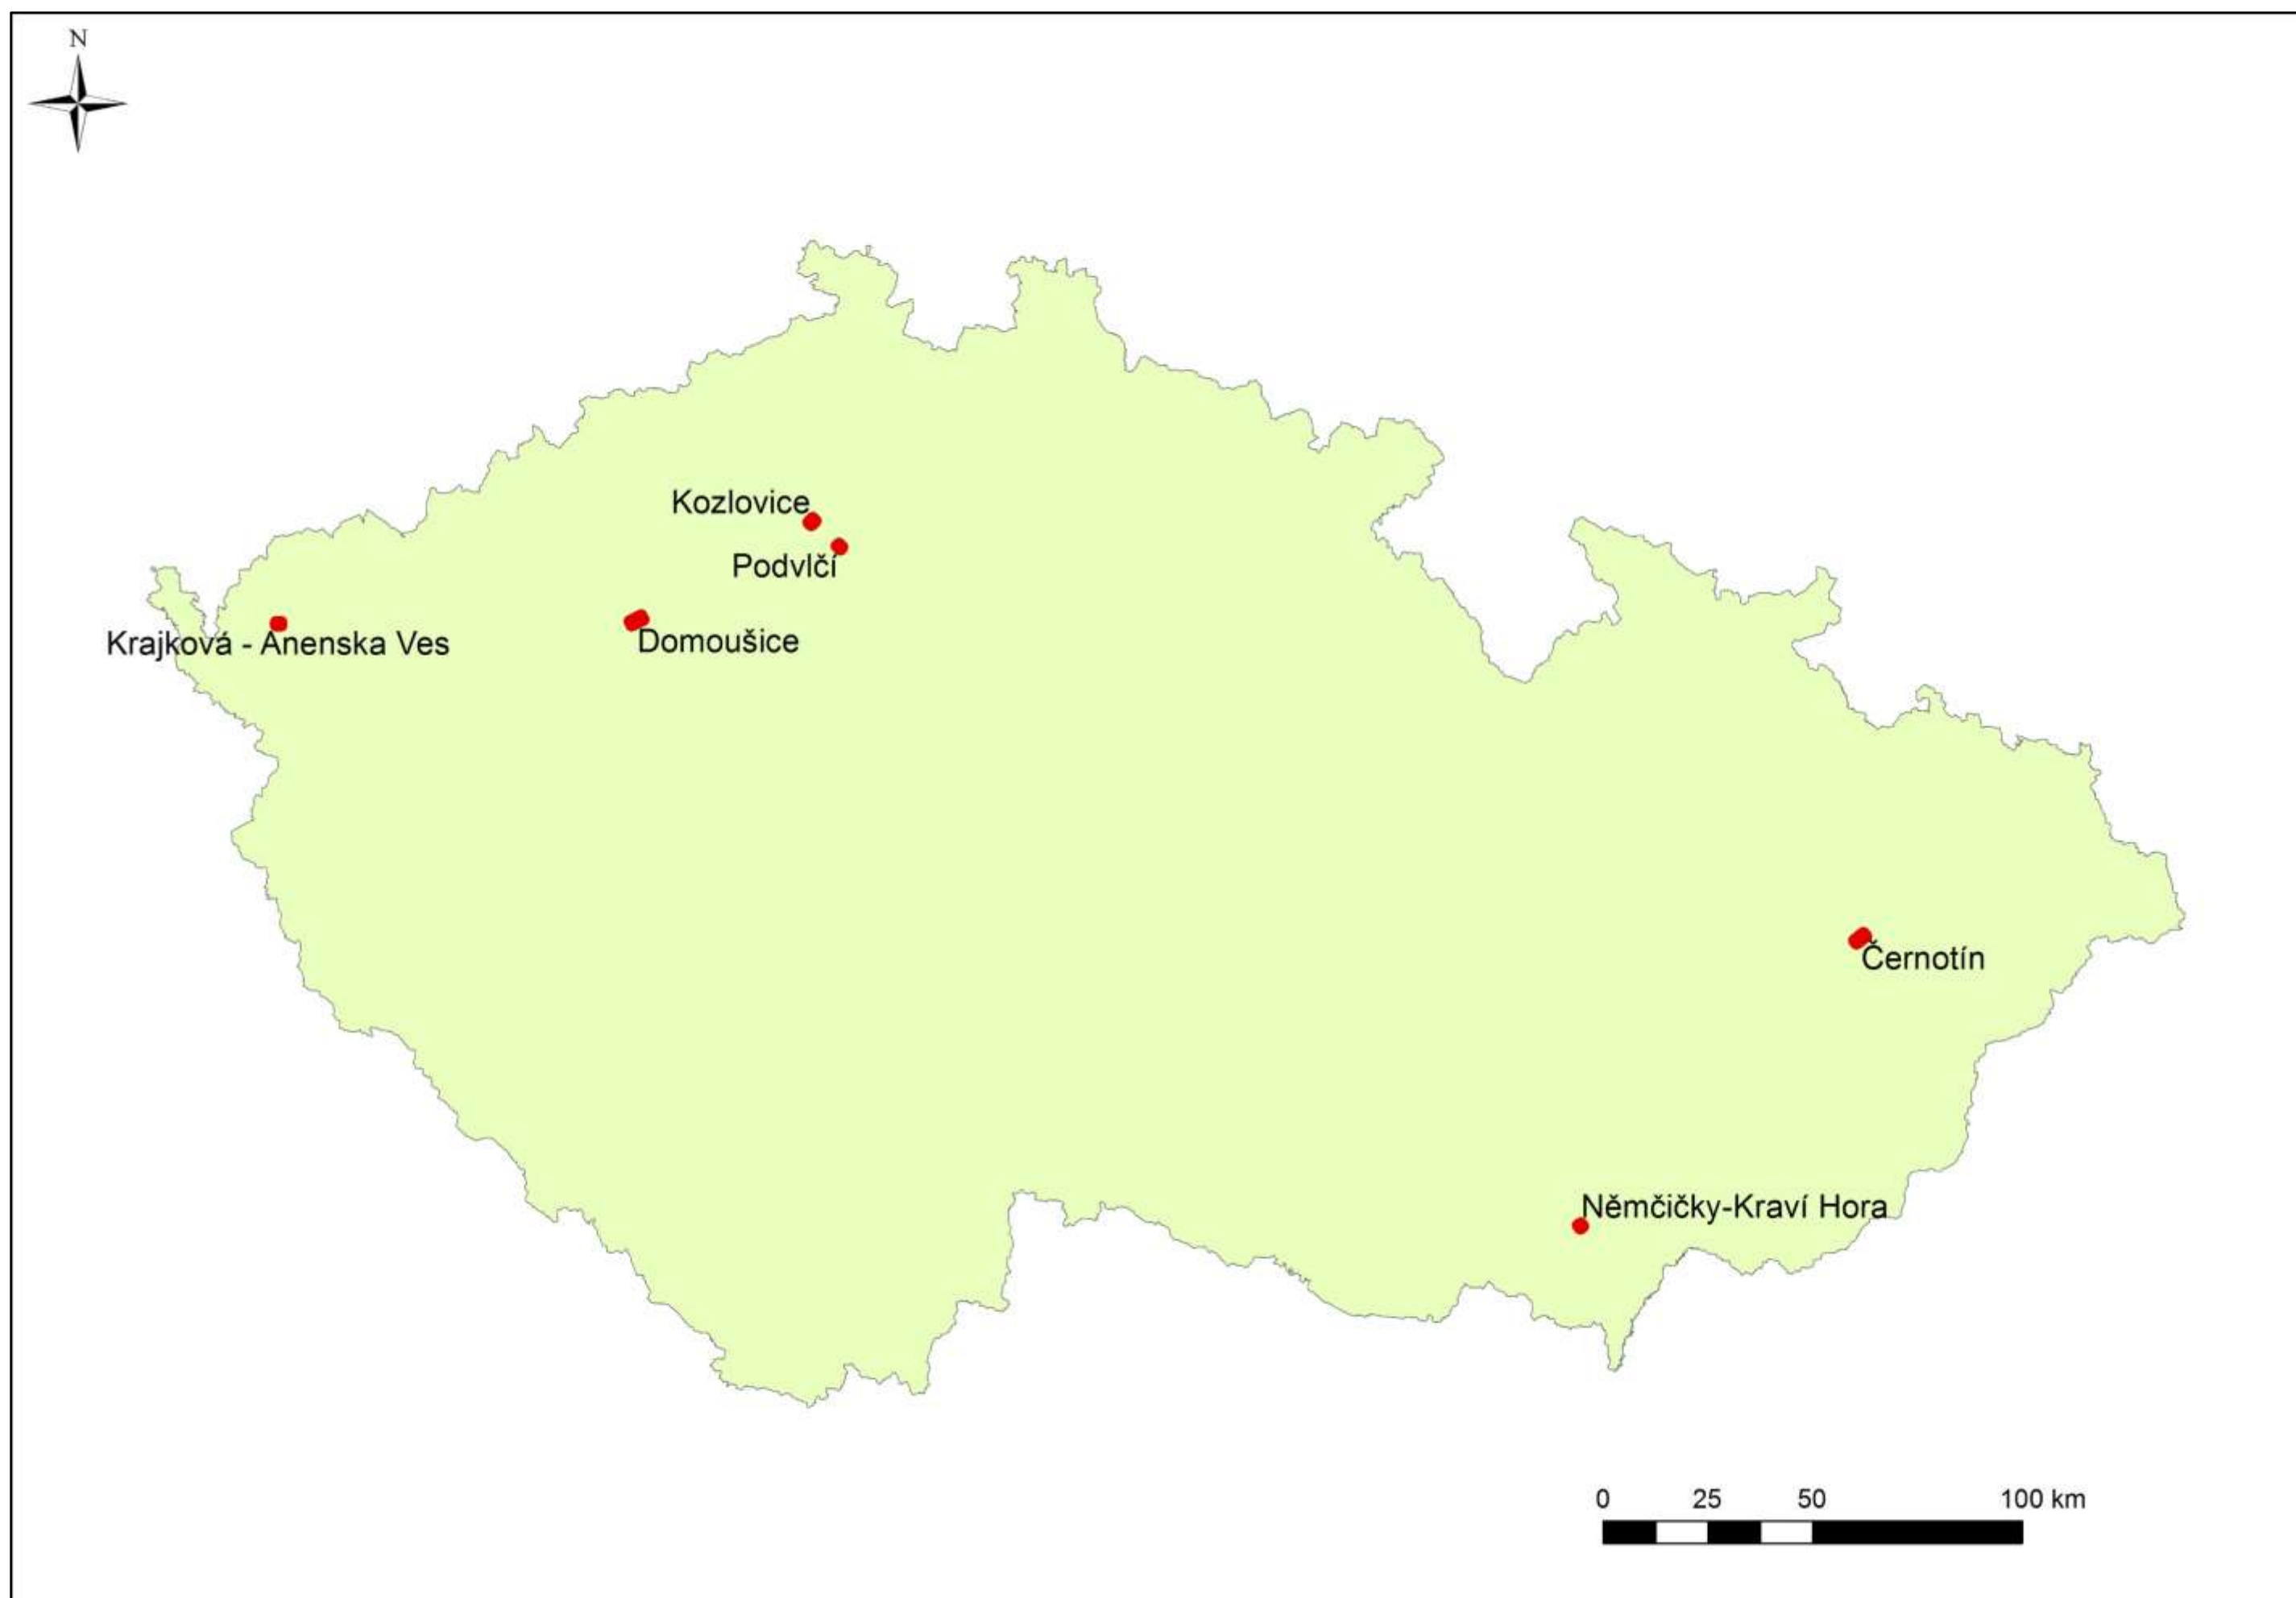 N
Kozlovice
Podvlčí
Krajková - Anenska Ves
Domoušice
Černotín
Němčičky-Kraví Hora
0 25 50 100 km